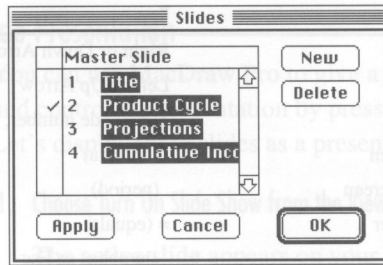 Slides
Master Slide
1 Title
✓ 2 Product Cycle
3 Projections
4 Cumulative Inco
New
Delete
Apply
Cancel
OK